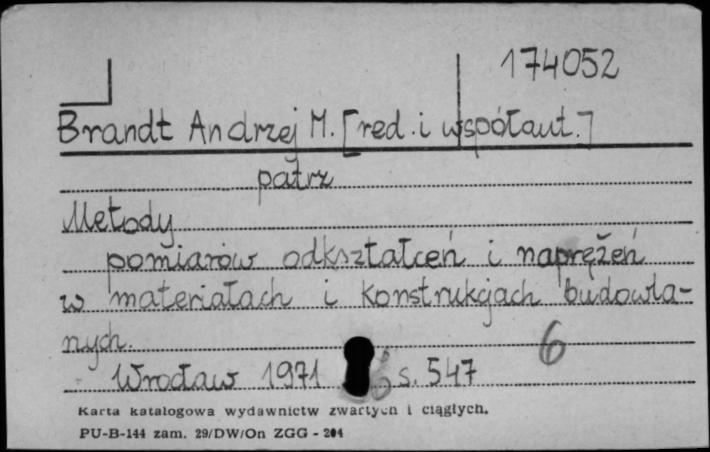 174052
Brandt Andrzej M. [red. i współaut.]
patrz
Metody
pomiarów odkształceń i naprężeń
w materiałach i konstrukcjach budowla-
nych.
6
Wrocław 1971 s. 547
Karta katalogowa wydawnictw zwartych i ciągłych.
PU-B-144 zam. 29/DW/On ZGG - 204